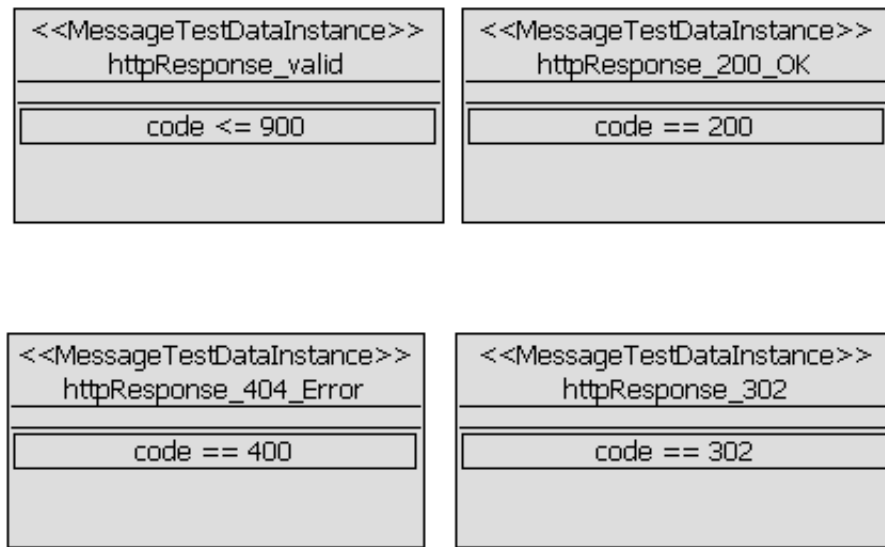 <<MessageTestDataInstance>>
httpResponse_valid
code <= 900
<<MessageTestDataInstance>>
httpResponse_200_OK
code == 200
<<MessageTestDataInstance>>
httpResponse_404_Error
code == 400
<<MessageTestDataInstance>>
httpResponse_302
code == 302